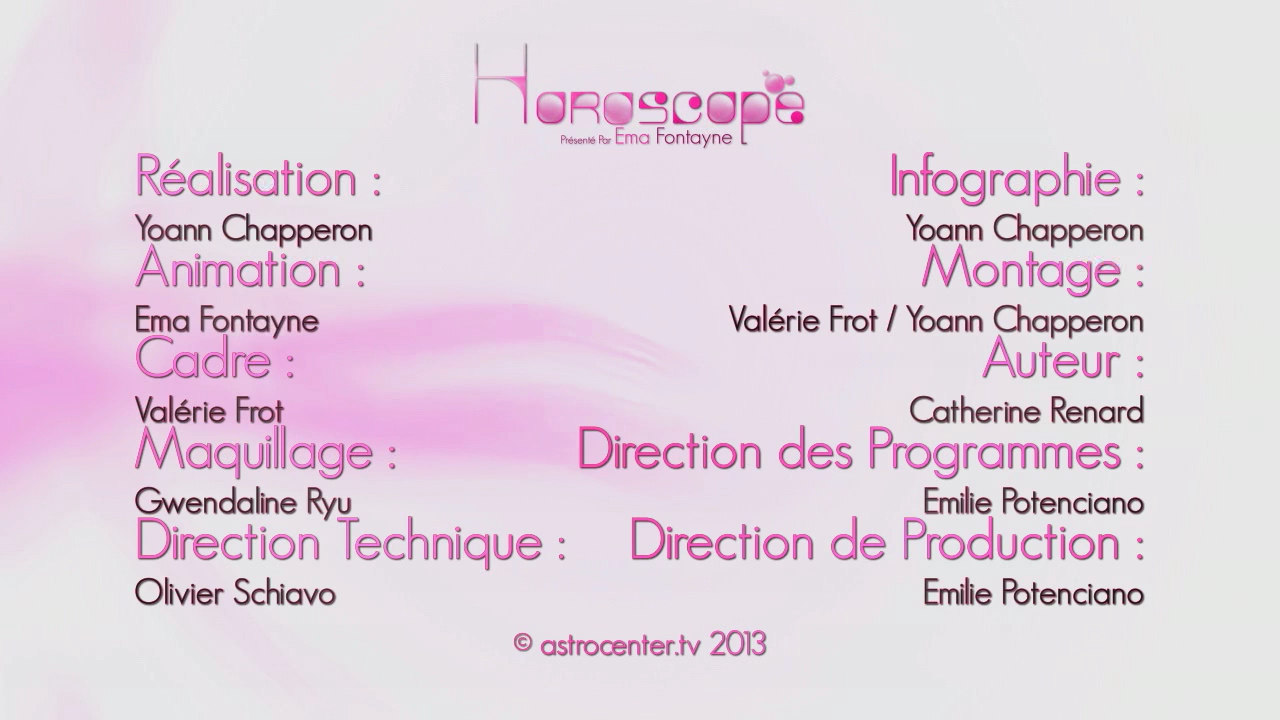 Horoscope
Présenté Par Ema Fontayne
Réalisation :
Yoann Chapperon
Animation :
Ema Fontayne
Cadre :
Valérie Frot
Maquillage :
Gwendaline Ryu
Direction Technique :
Olivier Schiavo
Infographie :
Yoann Chapperon
Montage :
Valérie Frot / Yoann Chapperon
Auteur :
Catherine Renard
Direction des Programmes :
Emilie Potenciano
Direction de Production :
Emilie Potenciano
© astrocenter.tv 2013